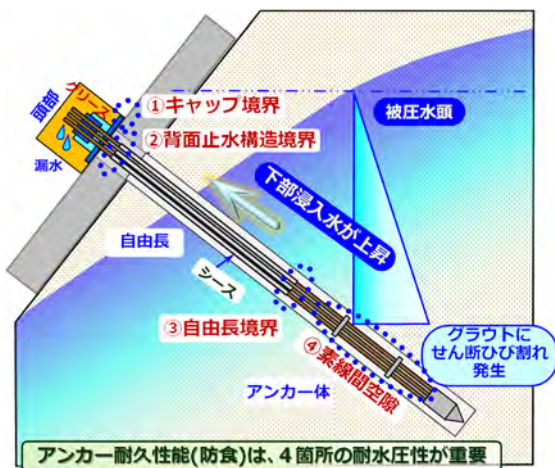 頭部
グリース
漏水
①キャップ境界
②背面止水構造境界
被圧水頭
下部浸入水が上昇
自由長
シース
③自由長境界
④素線間空隙
アンカー体
グラウトに
せん断ひび割れ
発生
アンカー耐久性能(防食)は、4箇所の耐水圧性が重要